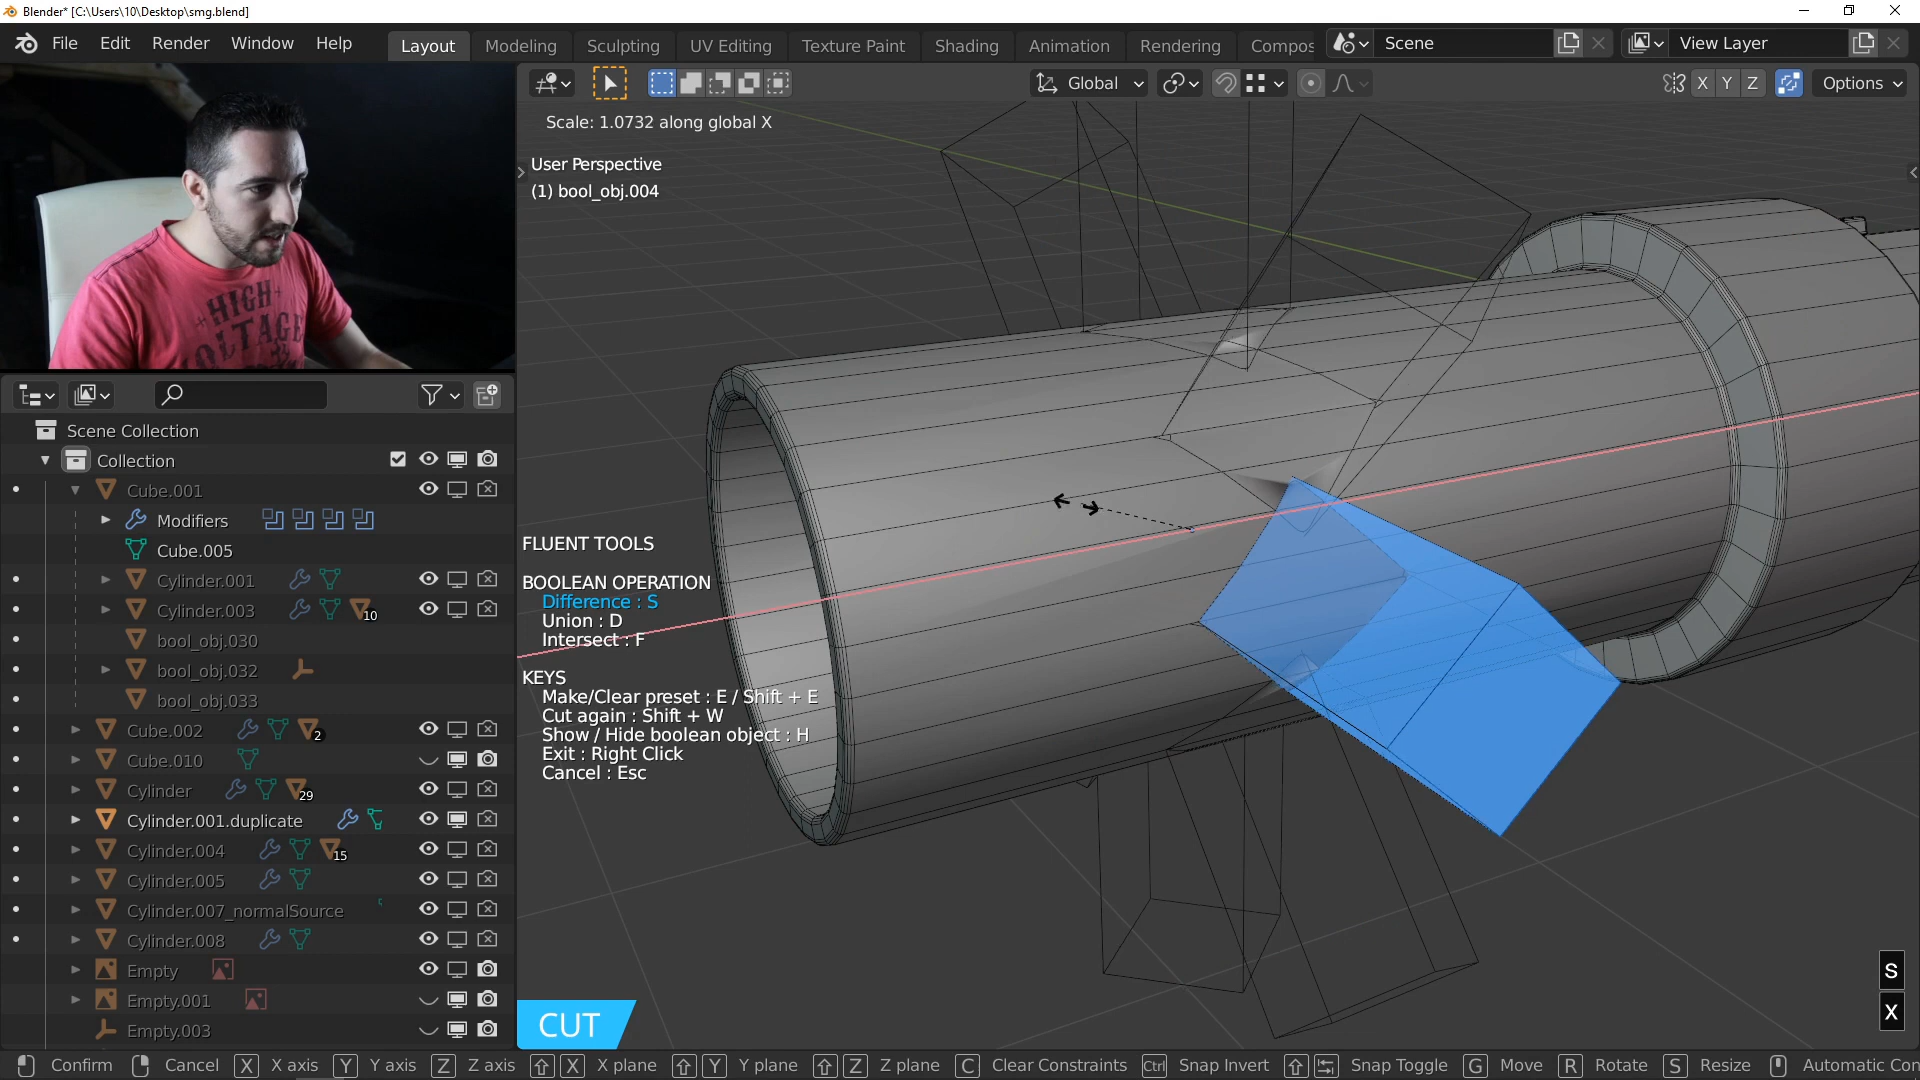 Blender* [C:\Users\10\Desktop\smg.blend]
File Edit Render Window Help Layout Modeling Sculpting UV Editing Texture Paint Shading Animation Rendering Compos Scene View Layer
Global X Y Z Options
Scale: 1.0732 along global X
User Perspective
(1) bool_obj.004
HIGH
VOLTAGE
Scene Collection
Collection
Cube.001
Modifiers
Cube.005
Cylinder.001
Cylinder.003 10
bool_obj.030
bool_obj.032
bool_obj.033
Cube.002 2
Cube.010
Cylinder 29
Cylinder.001.duplicate
Cylinder.004 15
Cylinder.005
Cylinder.007_normalSource
Cylinder.008
Empty
Empty.001
Empty.003
FLUENT TOOLS
BOOLEAN OPERATION
Difference : S
Union : D
Intersect : F
KEYS
Make/Clear preset : E / Shift + E
Cut again : Shift + W
Show / Hide boolean object : H
Exit : Right Click
Cancel : Esc
CUT
S
X
Confirm Cancel X X axis Y Y axis Z Z axis X X plane Y Y plane Z Z plane C Clear Constraints Ctrl Snap Invert Snap Toggle G Move R Rotate S Resize Automatic Con